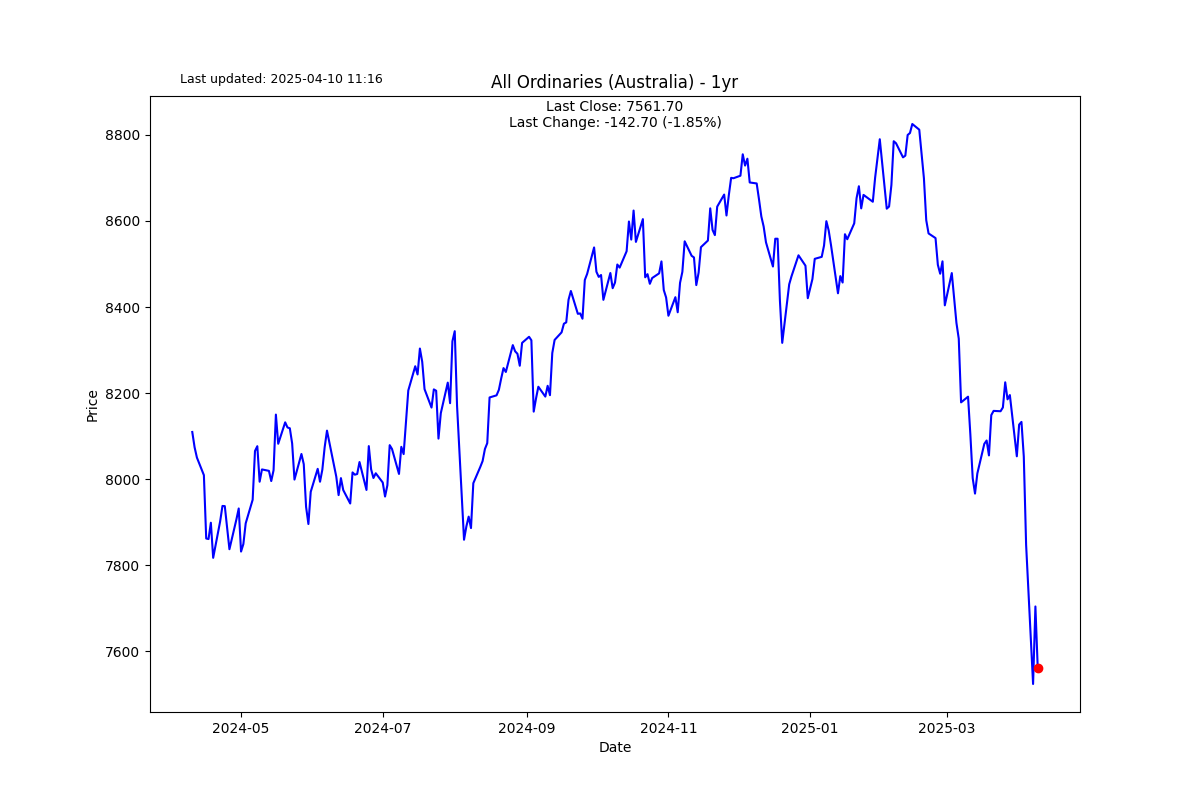 Last updated: 2025-04-10 11:16
All Ordinaries (Australia) - 1yr
Last Close: 7561.70
Last Change: -142.70 (-1.85%)
8800
8600
8400
8200
8000
7800
7600
Price
2024-05 2024-07 2024-09 2024-11 2025-01 2025-03
Date